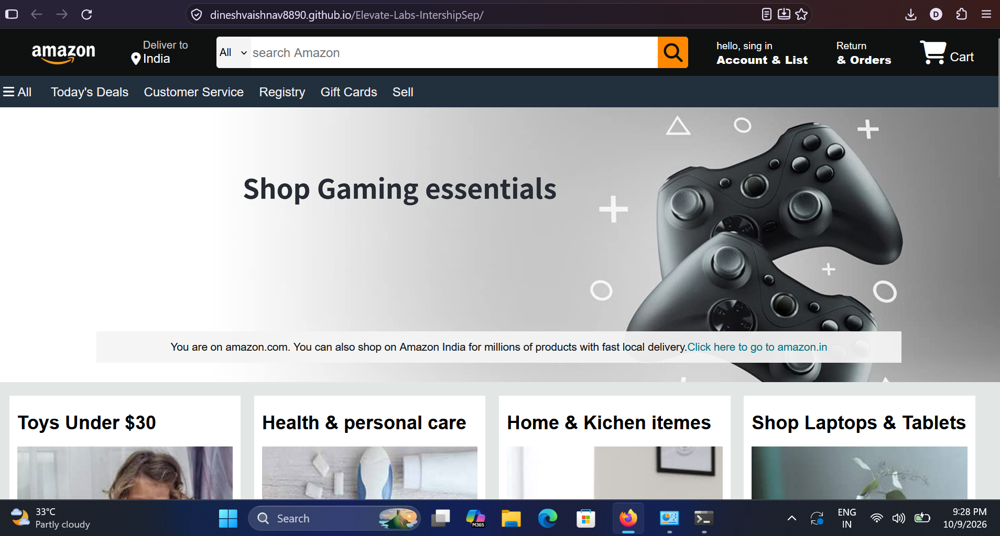 dineshvaishnav8890.github.io/Elevate-Labs-IntershipSep/
D
amazon
Deliver to
India
All
search Amazon
hello, sing in
Account & List
Return
& Orders
Cart
All
Today's Deals
Customer Service
Registry
Gift Cards
Sell
Shop Gaming essentials
You are on amazon.com. You can also shop on Amazon India for millions of products with fast local delivery.Click here to go to amazon.in
Toys Under $30
Health & personal care
Home & Kichen itemes
Shop Laptops & Tablets
33°C
Partly cloudy
Search
M365
ENG
IN
9:28 PM
10/9/2026